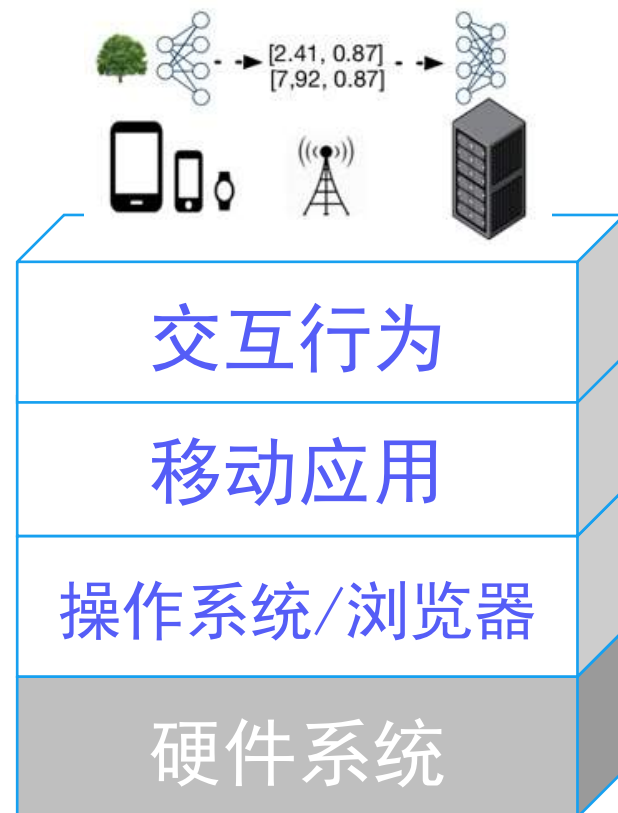 [2.41, 0.87]
[7,92, 0.87]
交互行为
移动应用
操作系统/浏览器
硬件系统